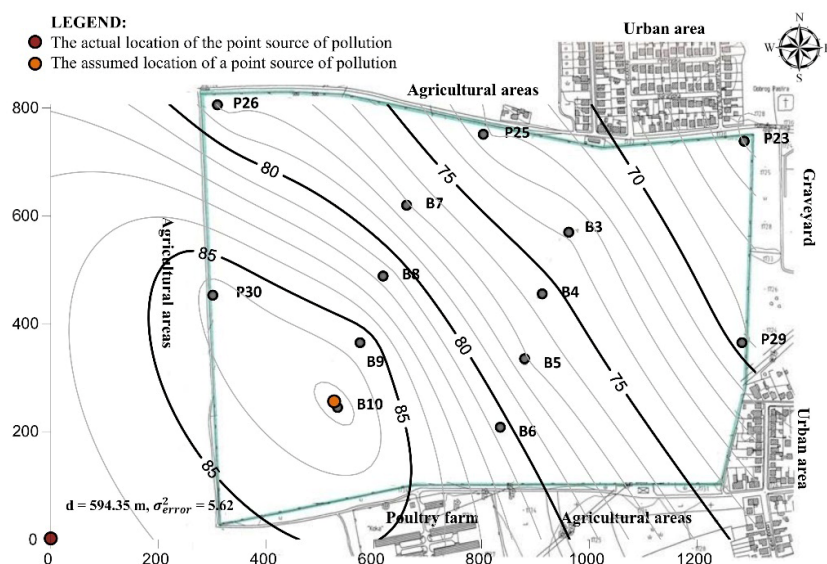 LEGEND:
The actual location of the point source of pollution
The assumed location of a point source of pollution
Urban area
N
W
E
S
Agricultural areas
800
P26
P25
P23
80
75
70
Graveyard
600
B7
B3
Agricultural areas
85
B8
P30
B4
400
80
P29
B9
B5
75
B10
85
200
B6
Urban area
85
d = 594.35 m, σ²error = 5.62
Poultry farm
Agricultural areas
0
0
200
400
600
800
1000
1200